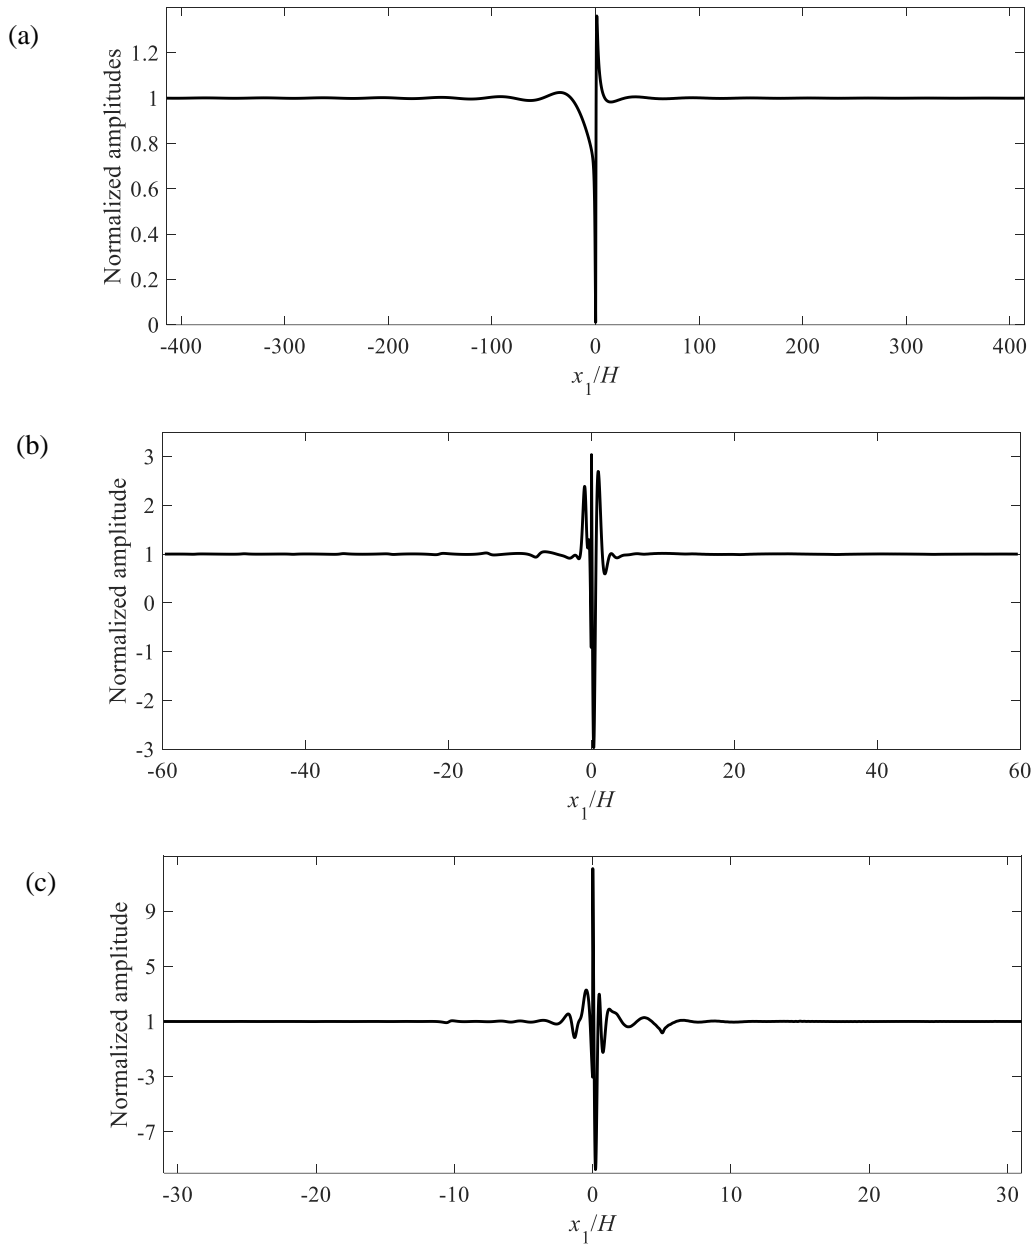 (a)
Normalized amplitudes
1.2
1
0.8
0.6
0.4
0.2
0
-400 -300 -200 -100 0 100 200 300 400
x1/H
(b)
Normalized amplitude
3
2
1
0
-1
-2
-3
-60 -40 -20 0 20 40 60
x1/H
(c)
Normalized amplitude
9
5
1
-3
-7
-30 -20 -10 0 10 20 30
x1/H